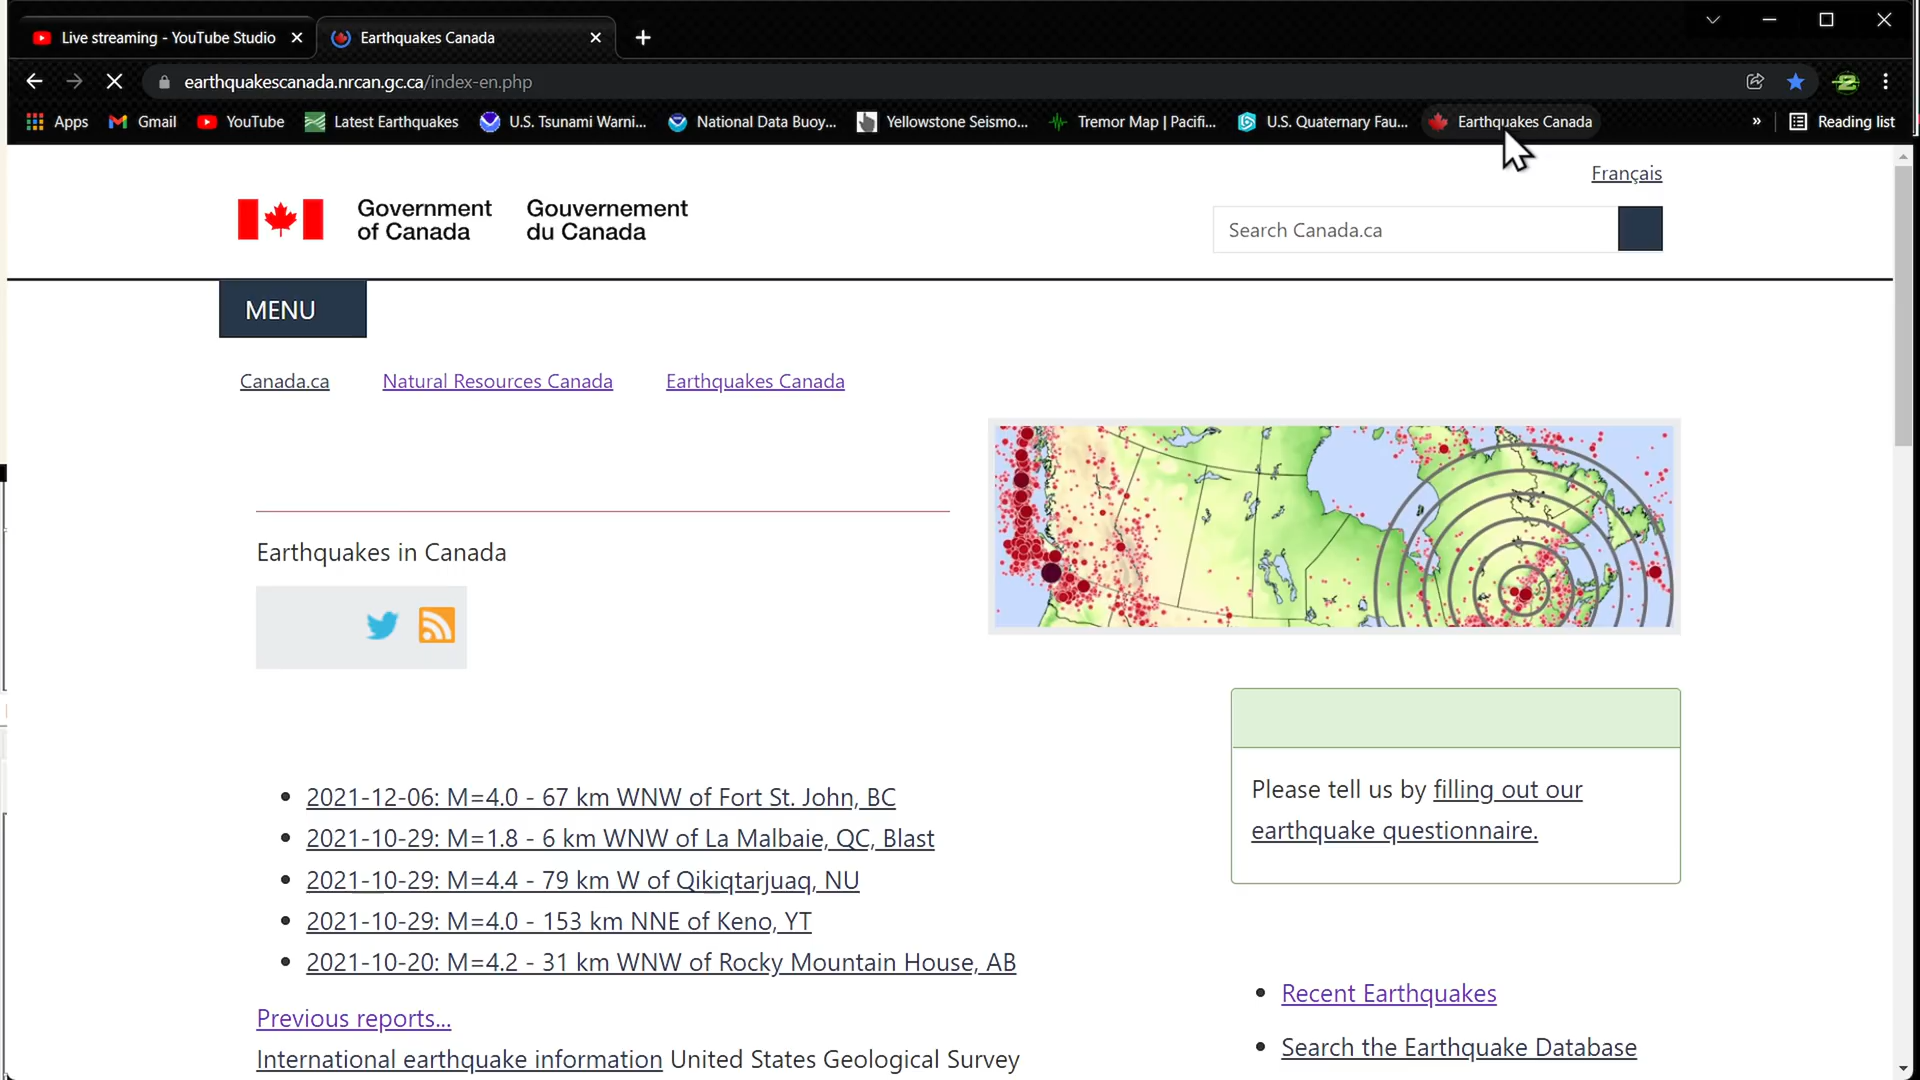 Live streaming - YouTube Studio
Earthquakes Canada
earthquakescanada.nrcan.gc.ca/index-en.php
Apps
Gmail
YouTube
Latest Earthquakes
U.S. Tsunami Warni...
National Data Buoy...
Yellowstone Seismo...
Tremor Map | Pacifi...
U.S. Quaternary Fau...
Earthquakes Canada
»
Reading list
Français
Government
of Canada
Gouvernement
du Canada
Search Canada.ca
MENU
Canada.ca
Natural Resources Canada
Earthquakes Canada
Earthquakes in Canada
2021-12-06: M=4.0 - 67 km WNW of Fort St. John, BC
2021-10-29: M=1.8 - 6 km WNW of La Malbaie, QC, Blast
2021-10-29: M=4.4 - 79 km W of Qikiqtarjuaq, NU
2021-10-29: M=4.0 - 153 km NNE of Keno, YT
2021-10-20: M=4.2 - 31 km WNW of Rocky Mountain House, AB
Previous reports...
International earthquake information United States Geological Survey
Please tell us by filling out our
earthquake questionnaire.
Recent Earthquakes
Search the Earthquake Database